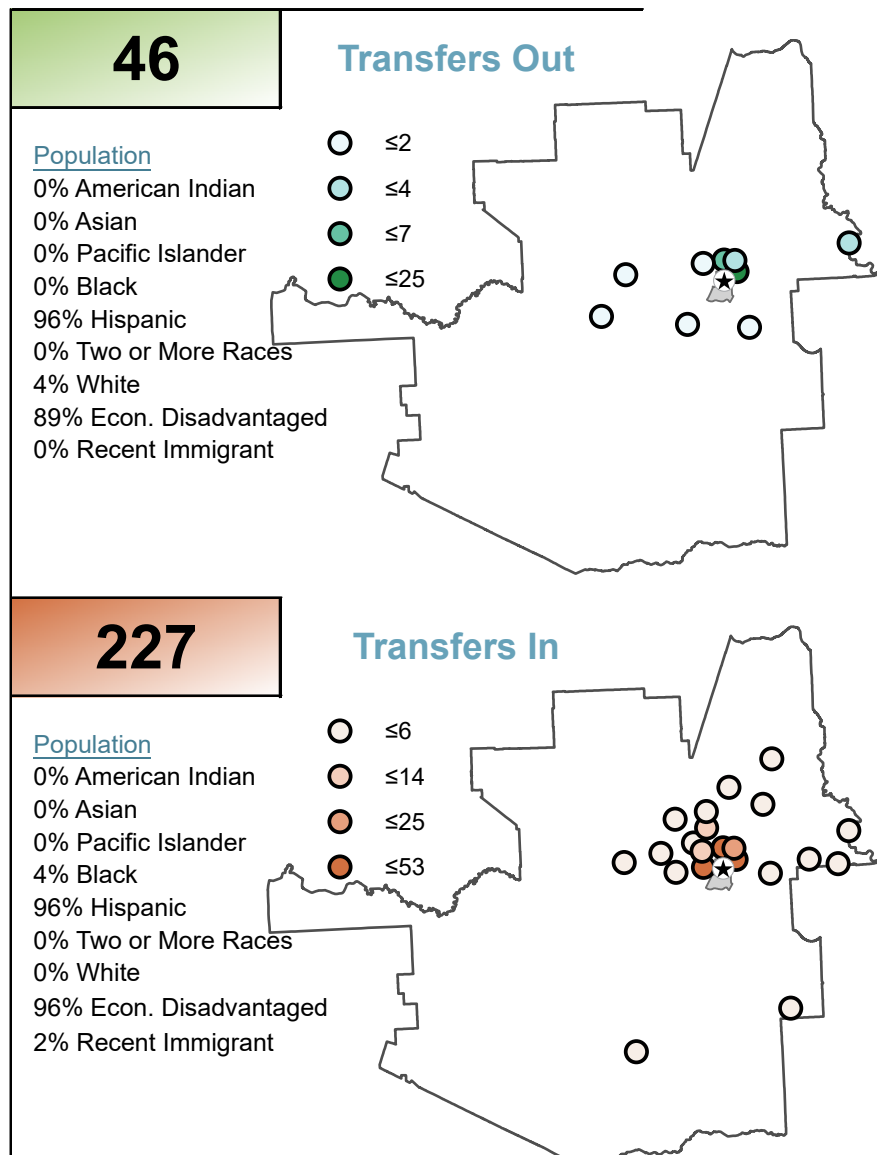 46
Transfers Out
Population
0% American Indian
0% Asian
0% Pacific Islander
0% Black
96% Hispanic
0% Two or More Races
4% White
89% Econ. Disadvantaged
0% Recent Immigrant
≤2
≤4
≤7
≤25
227
Transfers In
Population
0% American Indian
0% Asian
0% Pacific Islander
4% Black
96% Hispanic
0% Two or More Races
0% White
96% Econ. Disadvantaged
2% Recent Immigrant
≤6
≤14
≤25
≤53